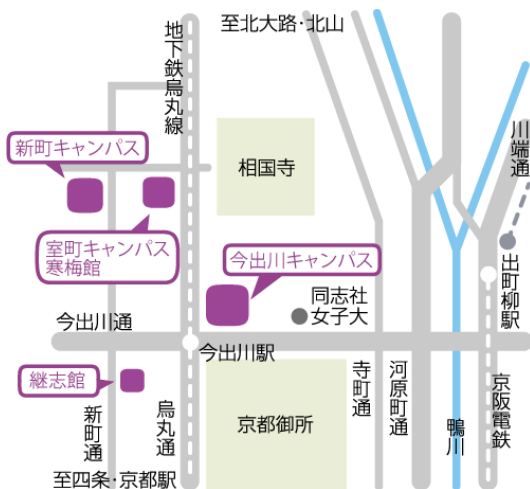 至北大路・北山
地下鉄烏丸線
川端通
新町キャンパス
相国寺
室町キャンパス
寒梅館
今出川キャンパス
出町柳駅
同志社
女子大
今出川通
今出川駅
継志館
新町通
烏丸通
京都御所
寺町通
河原町通
鴨川
京阪電鉄
至四条・京都駅